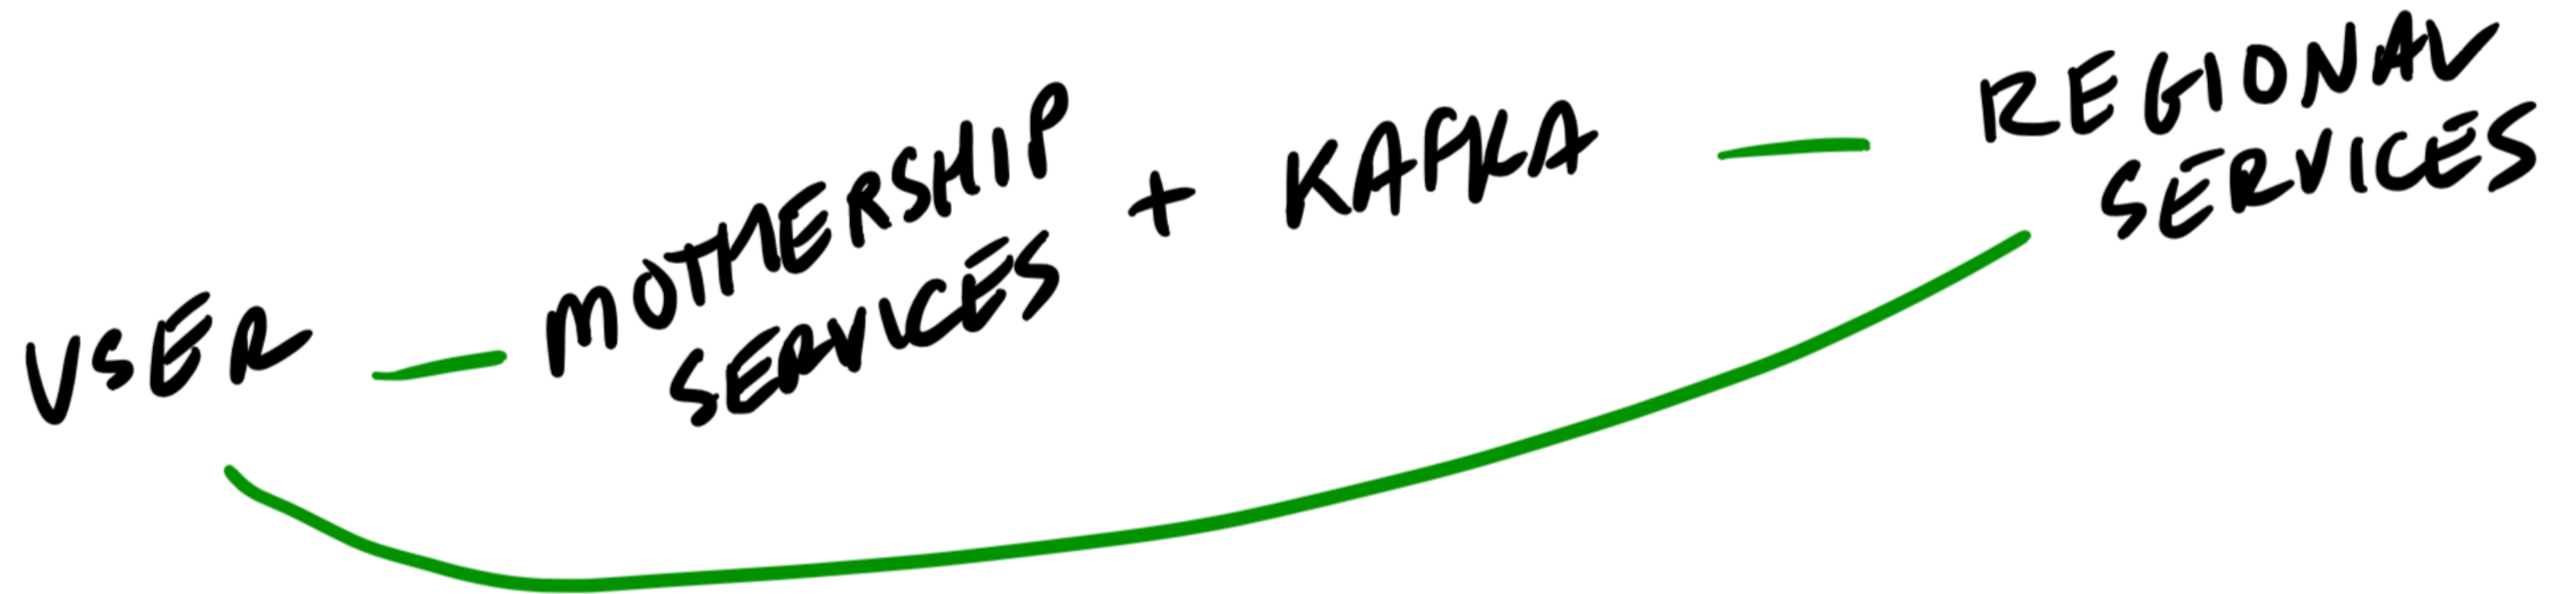 USER
MOTHERSHIP
SERVICES
+ KAFKA
REGIONAL
SERVICES